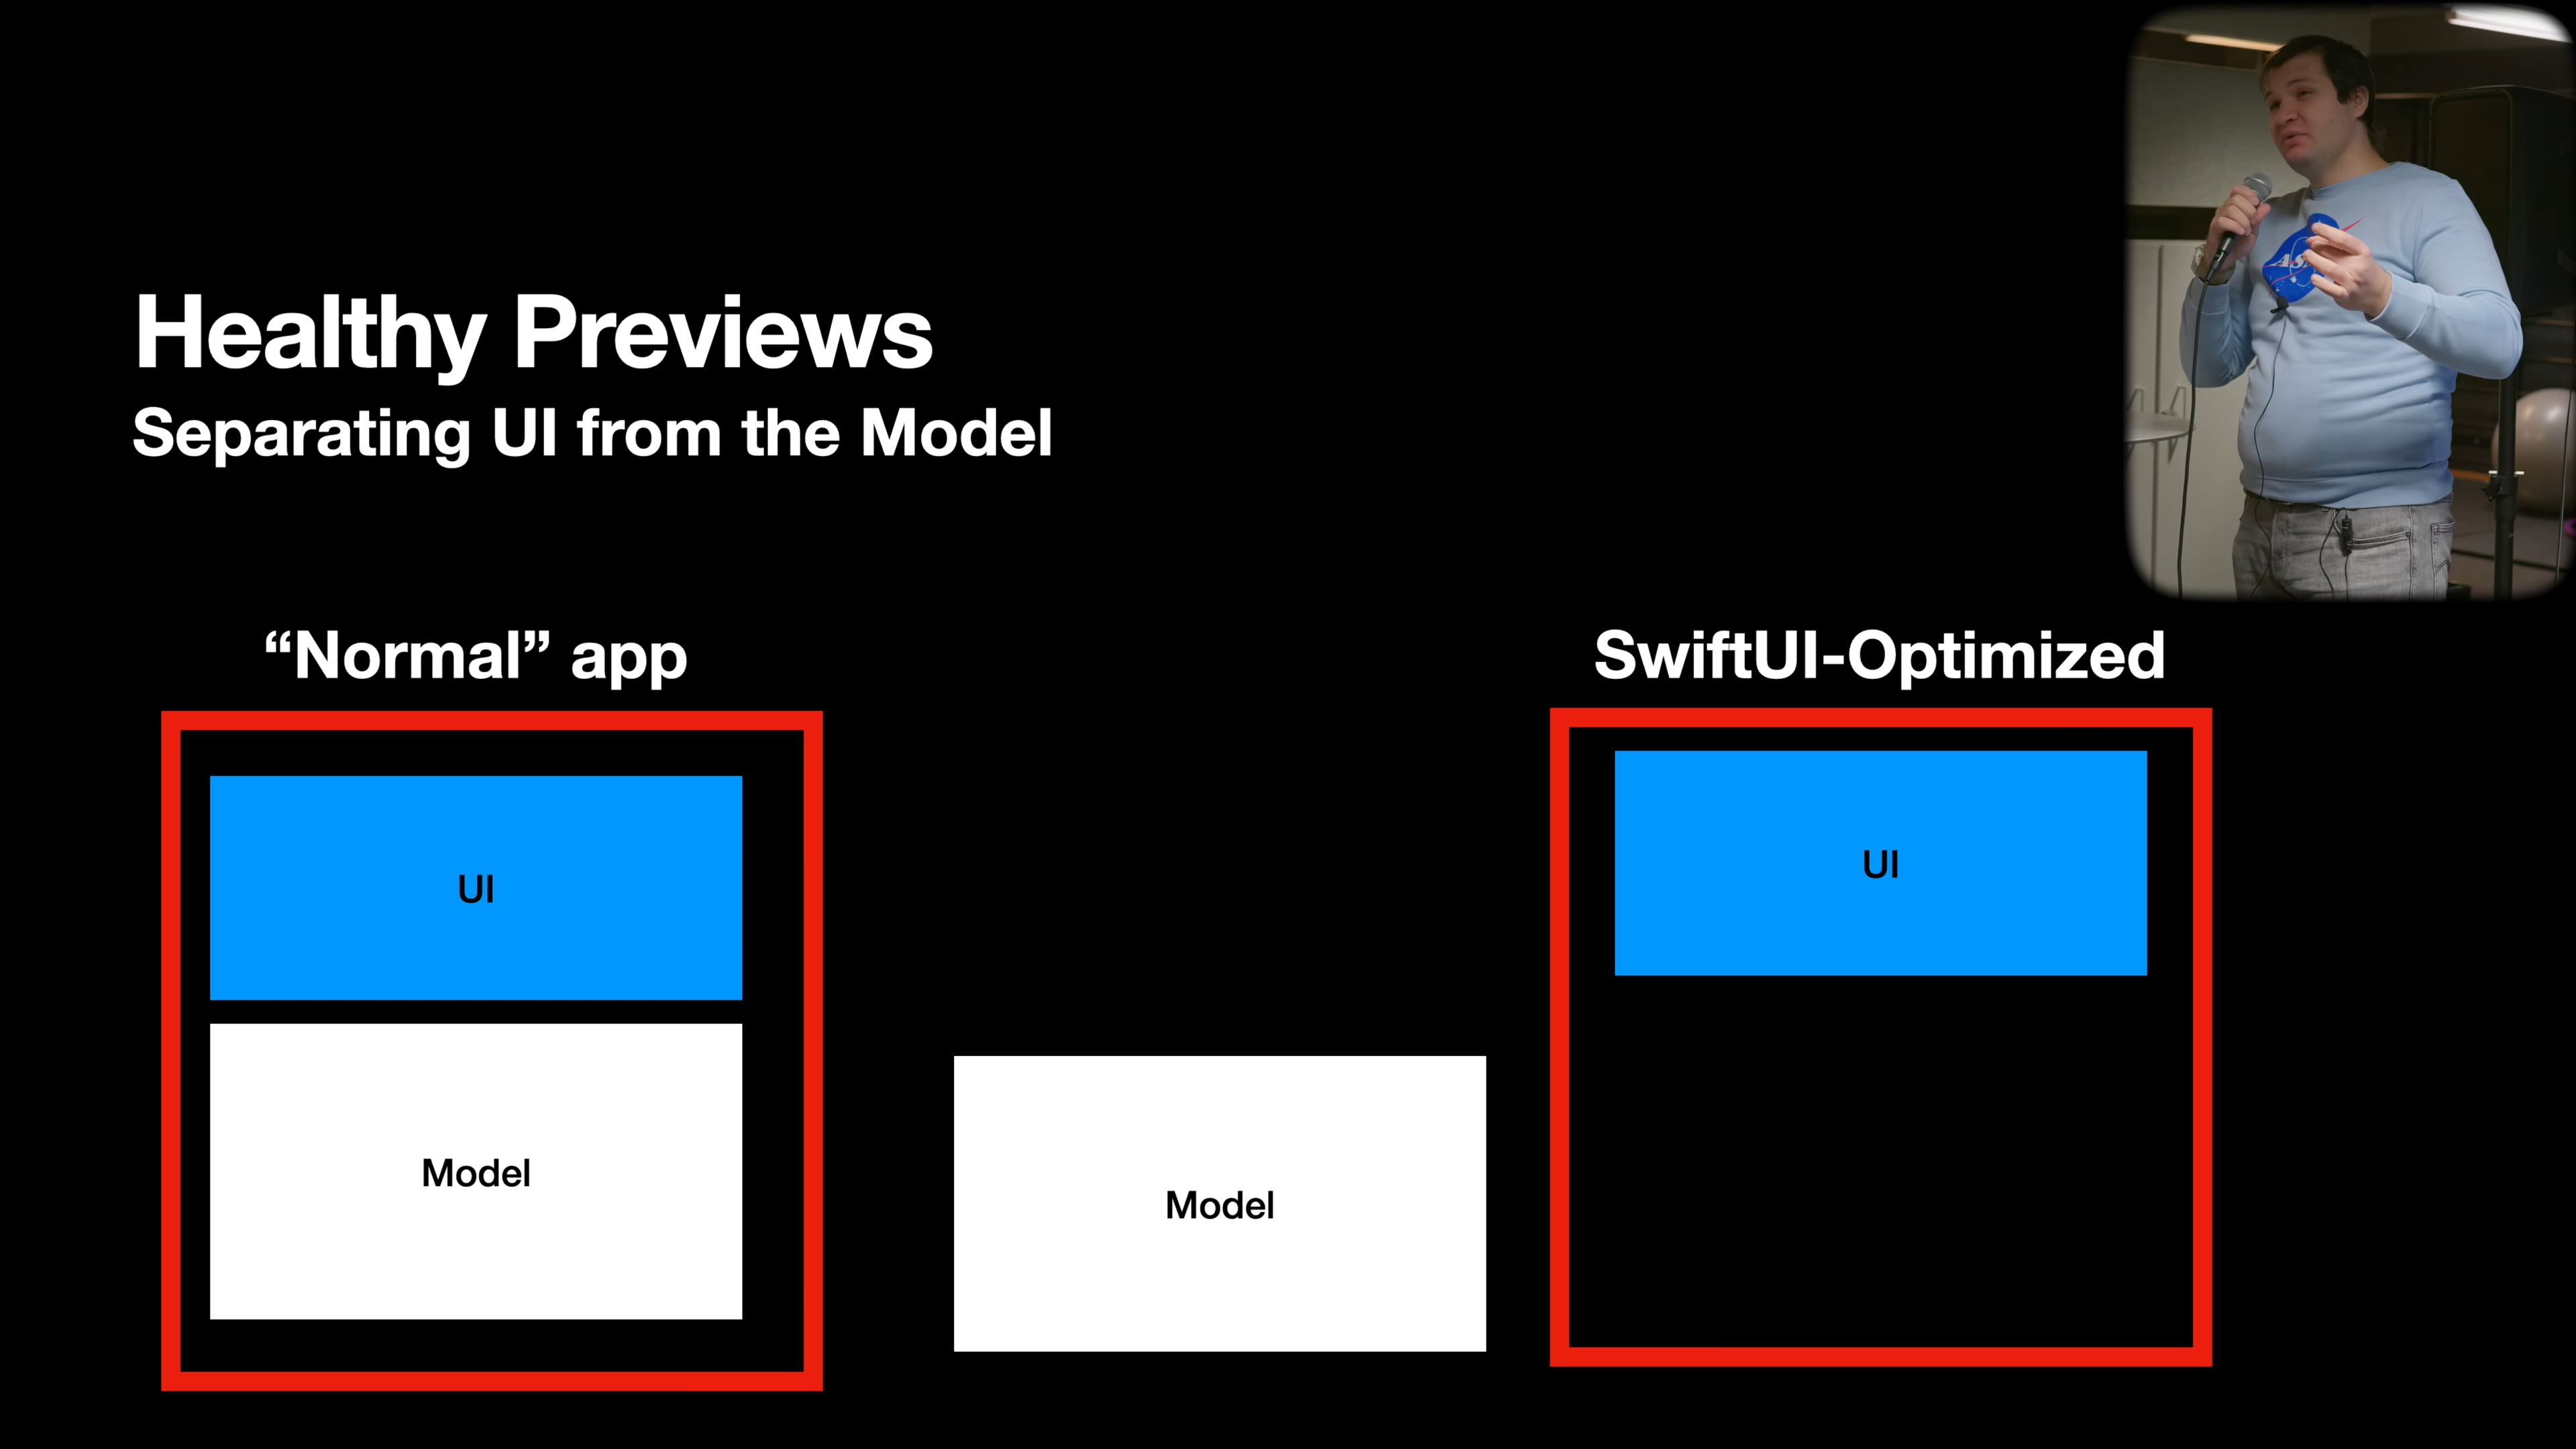 Healthy Previews
Separating UI from the Model
“Normal” app
SwiftUI-Optimized
UI
UI
Model
Model